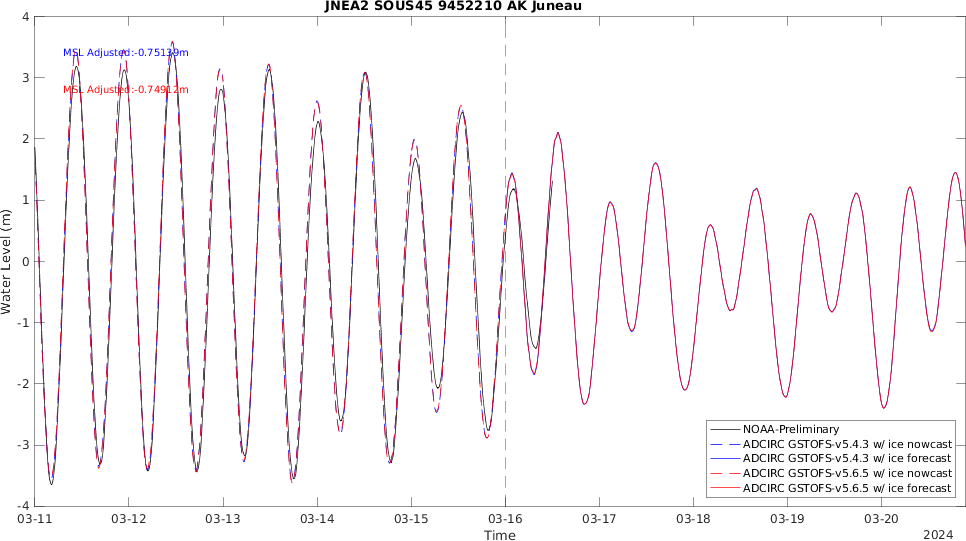 JNEA2 SOUS45 9452210 AK Juneau
MSL Adjusted:-0.75139m
MSL Adjusted:-0.74912m
4
3
2
1
0
-1
-2
-3
-4
Water Level (m)
NOAA-Preliminary
ADCIRC GSTOFS-v5.4.3 w/ ice nowcast
ADCIRC GSTOFS-v5.4.3 w/ ice forecast
ADCIRC GSTOFS-v5.6.5 w/ ice nowcast
ADCIRC GSTOFS-v5.6.5 w/ ice forecast
03-11 03-12 03-13 03-14 03-15 03-16 03-17 03-18 03-19 03-20
Time
2024